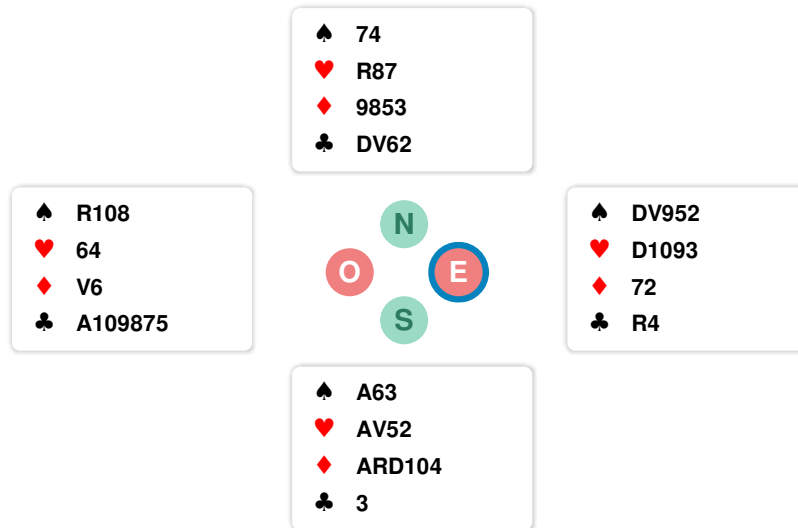 ♠ 74
♥ R87
♦ 9853
♣ DV62
♠ R108
♥ 64
♦ V6
♣ A109875
N
O
E
S
♠ DV952
♥ D1093
♦ 72
♣ R4
♠ A63
♥ AV52
♦ ARD104
♣ 3